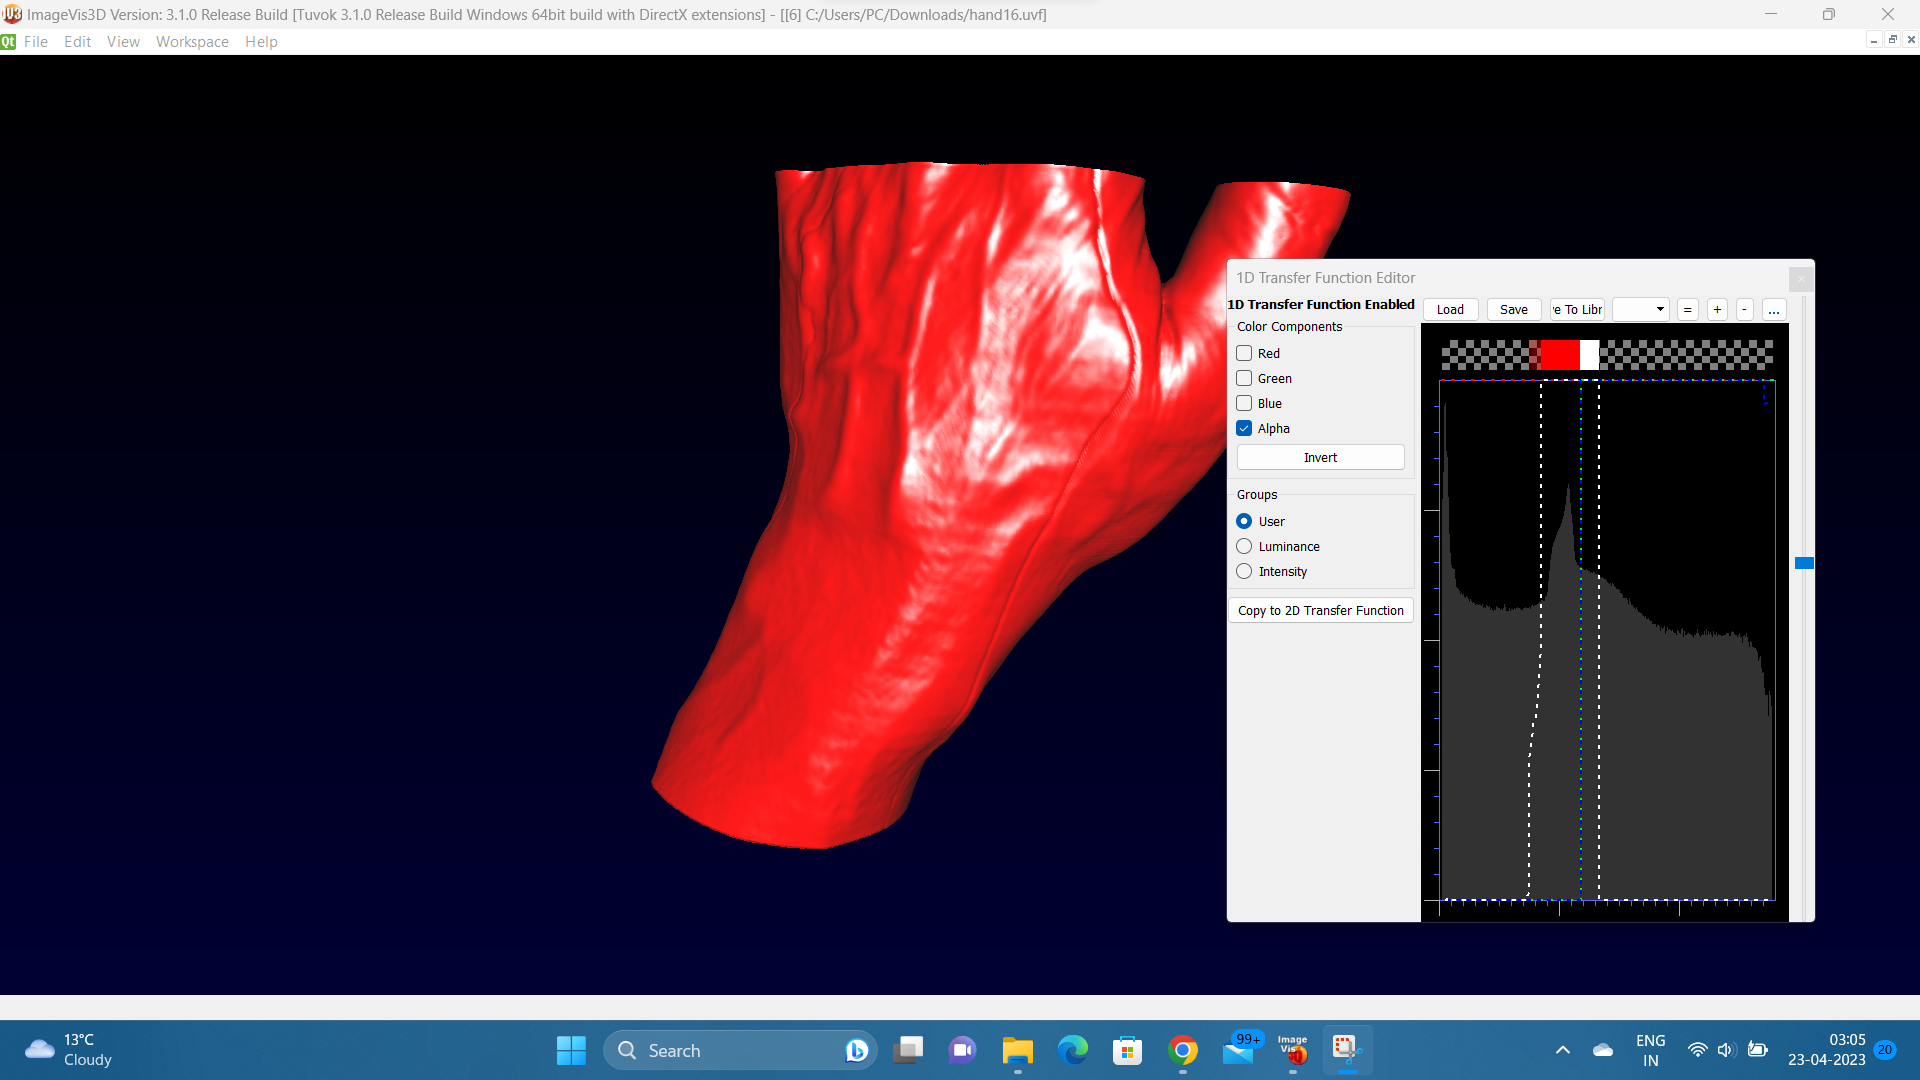 ImageVis3D Version: 3.1.0 Release Build [Tuvok 3.1.0 Release Build Windows 64bit build with DirectX extensions] - [[6] C:/Users/PC/Downloads/hand16.uvf]
Qt File Edit View Workspace Help
1D Transfer Function Editor
1D Transfer Function Enabled
Load Save e To Libr = + - ...
Color Components
Red
Green
Blue
Alpha
Invert
Groups
User
Luminance
Intensity
Copy to 2D Transfer Function
13°C
Cloudy
Search
99+
Image
Vis
ENG
IN
03:05
23-04-2023
20